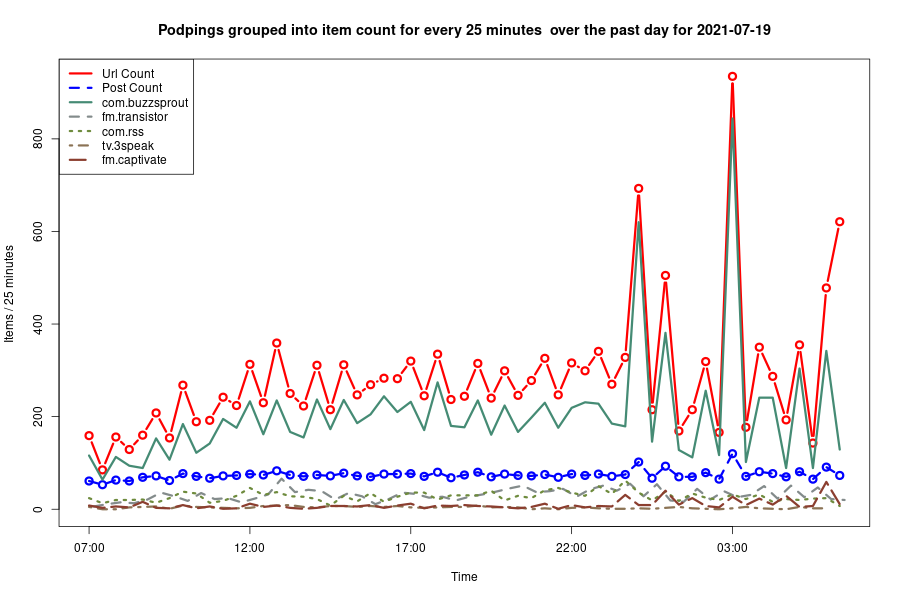 Podpings grouped into item count for every 25 minutes  over the past day for 2021-07-19
Url Count
Post Count
com.buzzsprout
fm.transistor
com.rss
tv.3speak
fm.captivate
Items / 25 minutes
800
600
400
200
0
07:00 12:00 17:00 22:00 03:00
Time